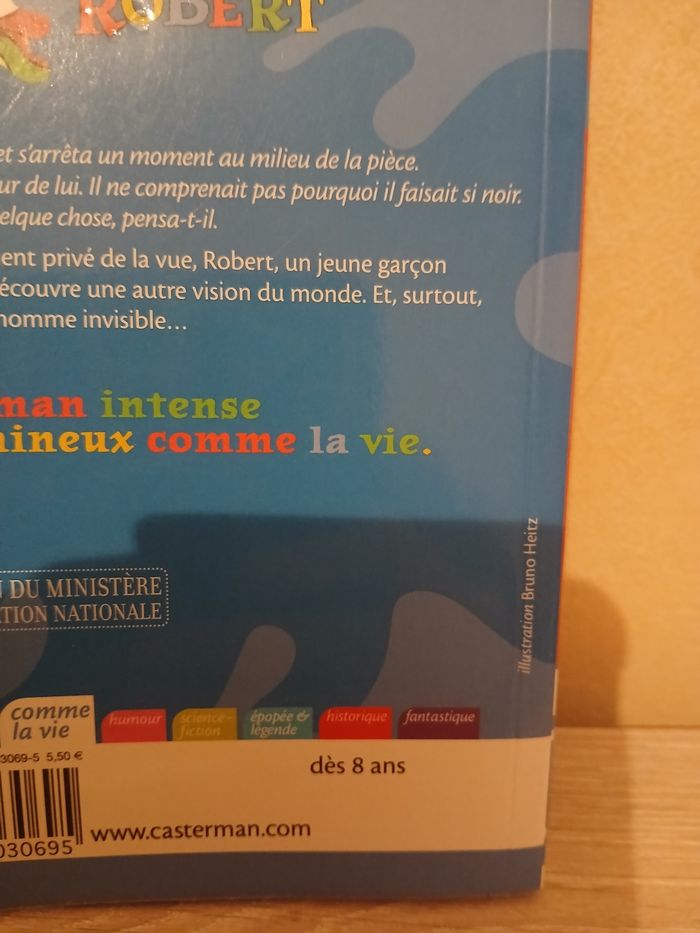 ROBERT
et s'arrêta un moment au milieu de la pièce.
ur de lui. Il ne comprenait pas pourquoi il faisait si noir.
elque chose, pensa-t-il.
ent privé de la vue, Robert, un jeune garçon
écouvre une autre vision du monde. Et, surtout,
homme invisible...
man intense
mineux comme la vie.
illustration Bruno Heitz
N DU MINISTÈRE
ATION NATIONALE
comme
la vie
humour
science-
fiction
épopée &
légende
historique
fantastique
3069-5 5,50 €
dès 8 ans
030695
www.casterman.com